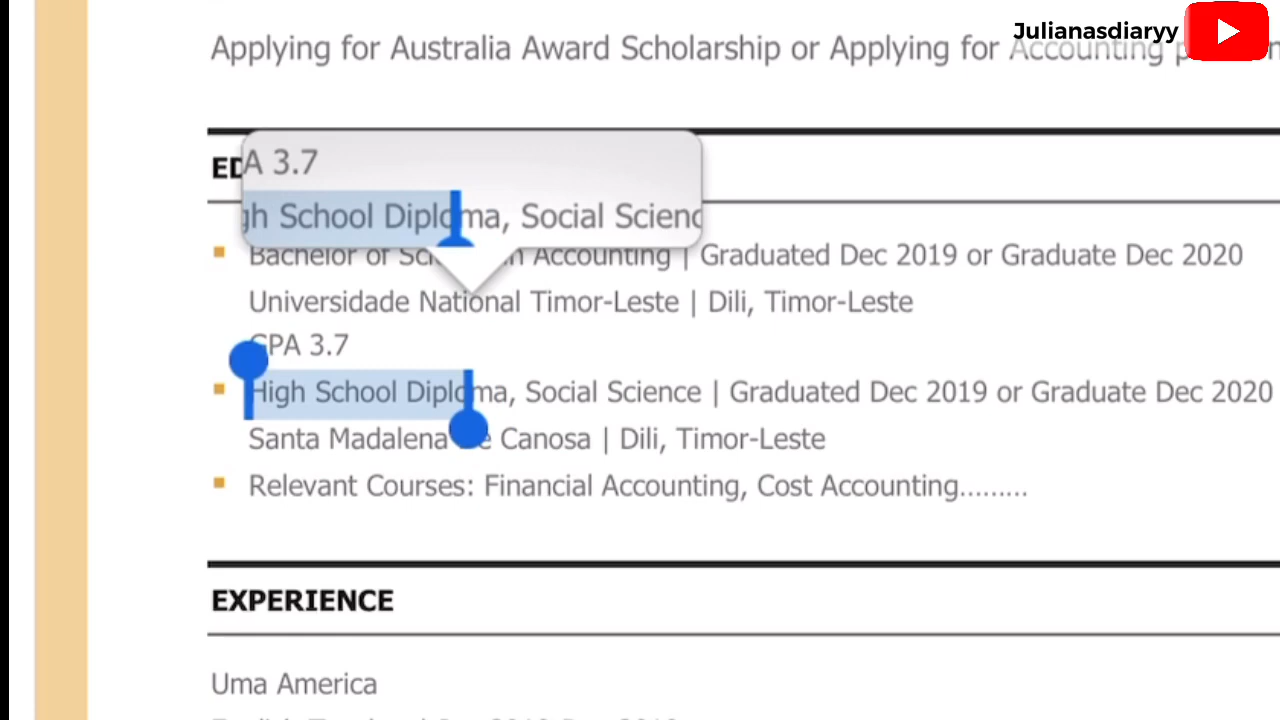 Julianasdiaryy
Applying for Australia Award Scholarship or Applying for Accounting
ED
A 3.7
gh School Diploma, Social Scienc
Bachelor of Accounting | Graduated Dec 2019 or Graduate Dec 2020
Universidade National Timor-Leste | Dili, Timor-Leste
GPA 3.7
High School Diploma, Social Science | Graduated Dec 2019 or Graduate Dec 2020
Santa Madalena Canosa | Dili, Timor-Leste
Relevant Courses: Financial Accounting, Cost Accounting.........
EXPERIENCE
Uma America